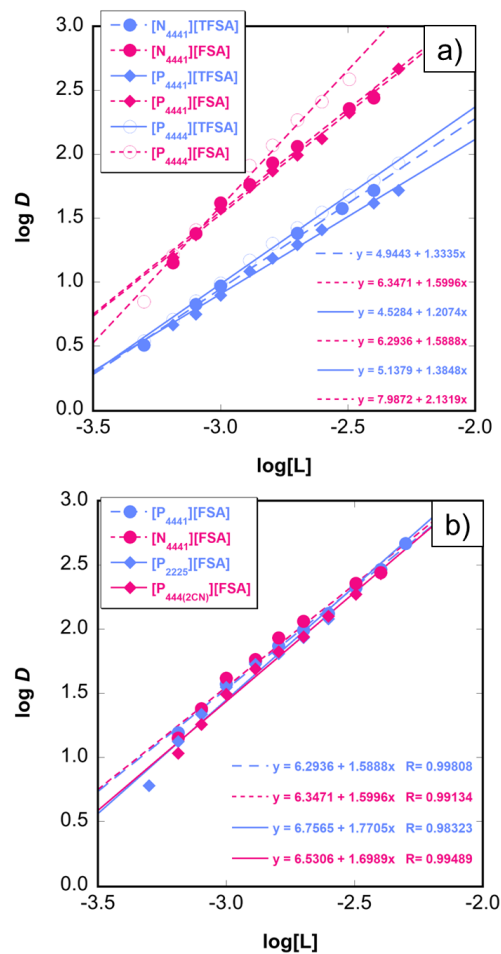 a)
[N4441][TFSA]
[N4441][FSA]
[P4441][TFSA]
[P4441][FSA]
[P4444][TFSA]
[P4444][FSA]
3.0
2.5
2.0
1.5
1.0
0.5
0.0
log D
y = 4.9443 + 1.3335x
y = 6.3471 + 1.5996x
y = 4.5284 + 1.2074x
y = 6.2936 + 1.5888x
y = 5.1379 + 1.3848x
y = 7.9872 + 2.1319x
-3.5 -3.0 -2.5 -2.0
log[L]
b)
[P4441][FSA]
[N4441][FSA]
[P2225][FSA]
[P444(2CN)][FSA]
3.0
2.5
2.0
1.5
1.0
0.5
0.0
log D
y = 6.2936 + 1.5888x R= 0.99808
y = 6.3471 + 1.5996x R= 0.99134
y = 6.7565 + 1.7705x R= 0.98323
y = 6.5306 + 1.6989x R= 0.99489
-3.5 -3.0 -2.5 -2.0
log[L]